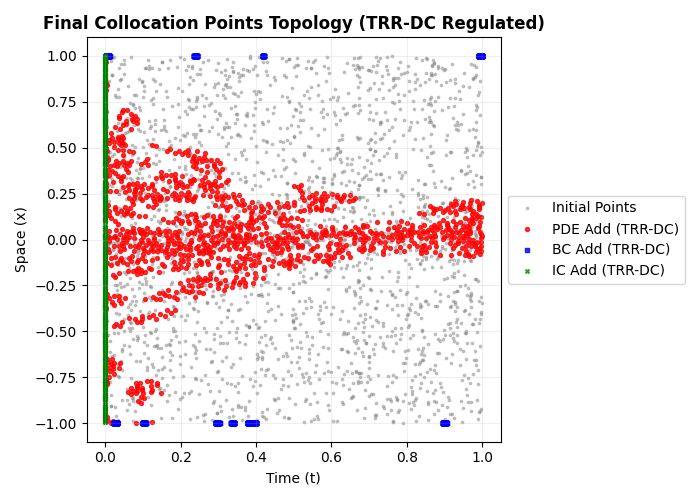 Final Collocation Points Topology (TRR-DC Regulated)
1.00
0.75
0.50
0.25
0.00
−0.25
−0.50
−0.75
−1.00
Space (x)
0.0 0.2 0.4 0.6 0.8 1.0
Time (t)
Initial Points
PDE Add (TRR-DC)
BC Add (TRR-DC)
IC Add (TRR-DC)